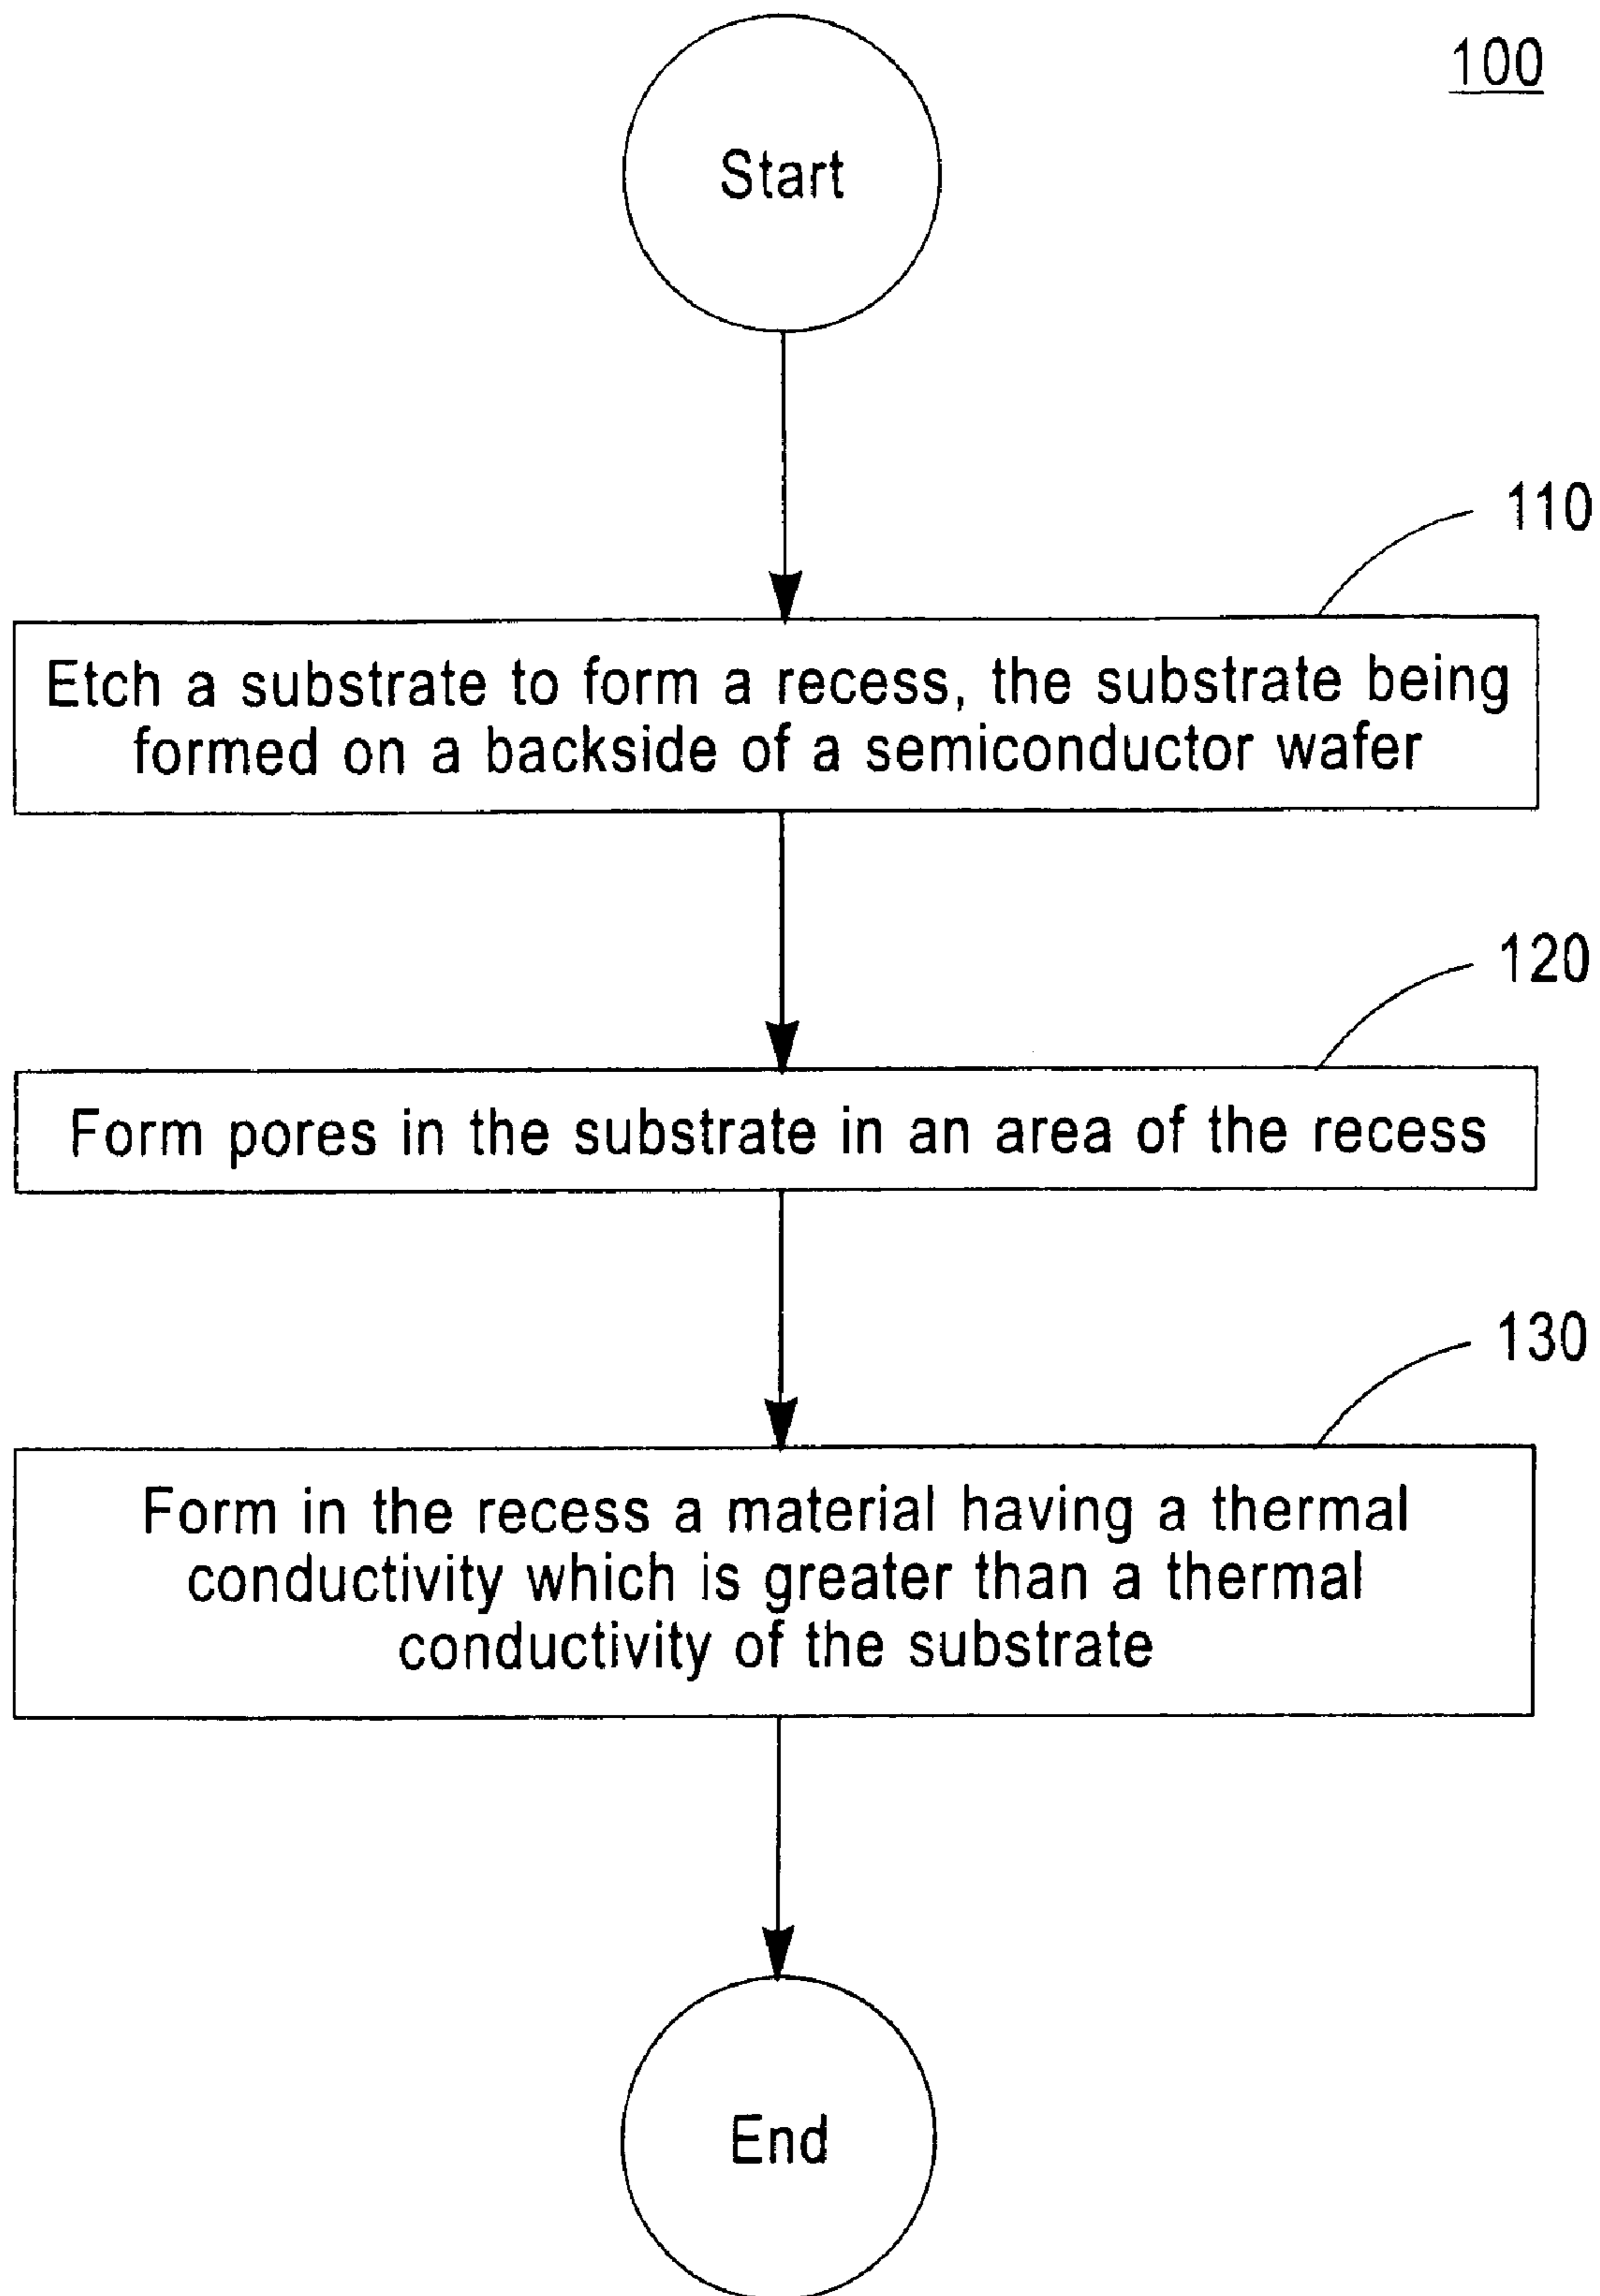 100
Start
110
Etch a substrate to form a recess, the substrate being
formed on a backside of a semiconductor wafer
120
Form pores in the substrate in an area of the recess
130
Form in the recess a material having a thermal
conductivity which is greater than a thermal
conductivity of the substrate
End